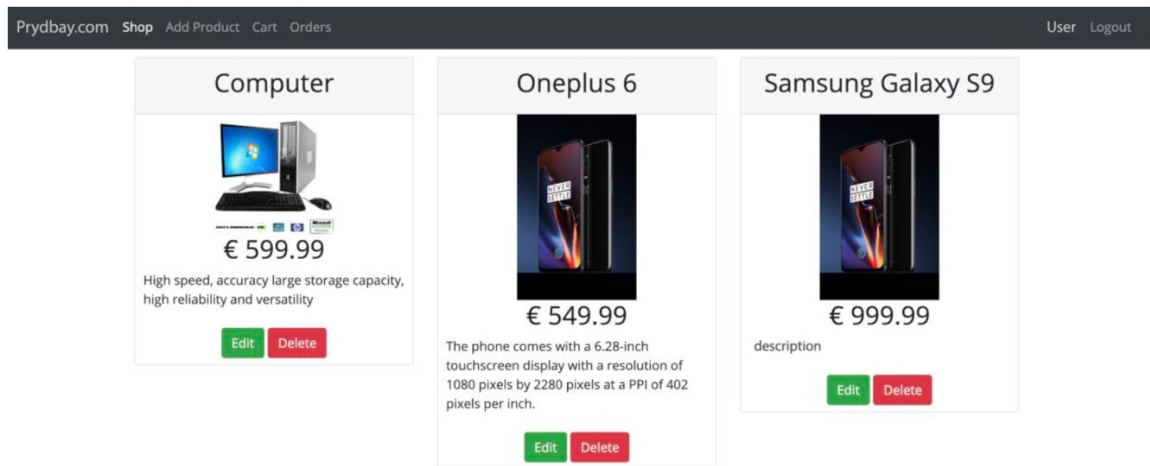 Prydbay.com Shop Add Product Cart Orders User Logout
Computer
€ 599.99
High speed, accuracy large storage capacity,
high reliability and versatility
Edit Delete
Oneplus 6
NEVER
SETTLE
€ 549.99
The phone comes with a 6.28-inch
touchscreen display with a resolution of
1080 pixels by 2280 pixels at a PPI of 402
pixels per inch.
Edit Delete
Samsung Galaxy S9
NEVER
SETTLE
€ 999.99
description
Edit Delete